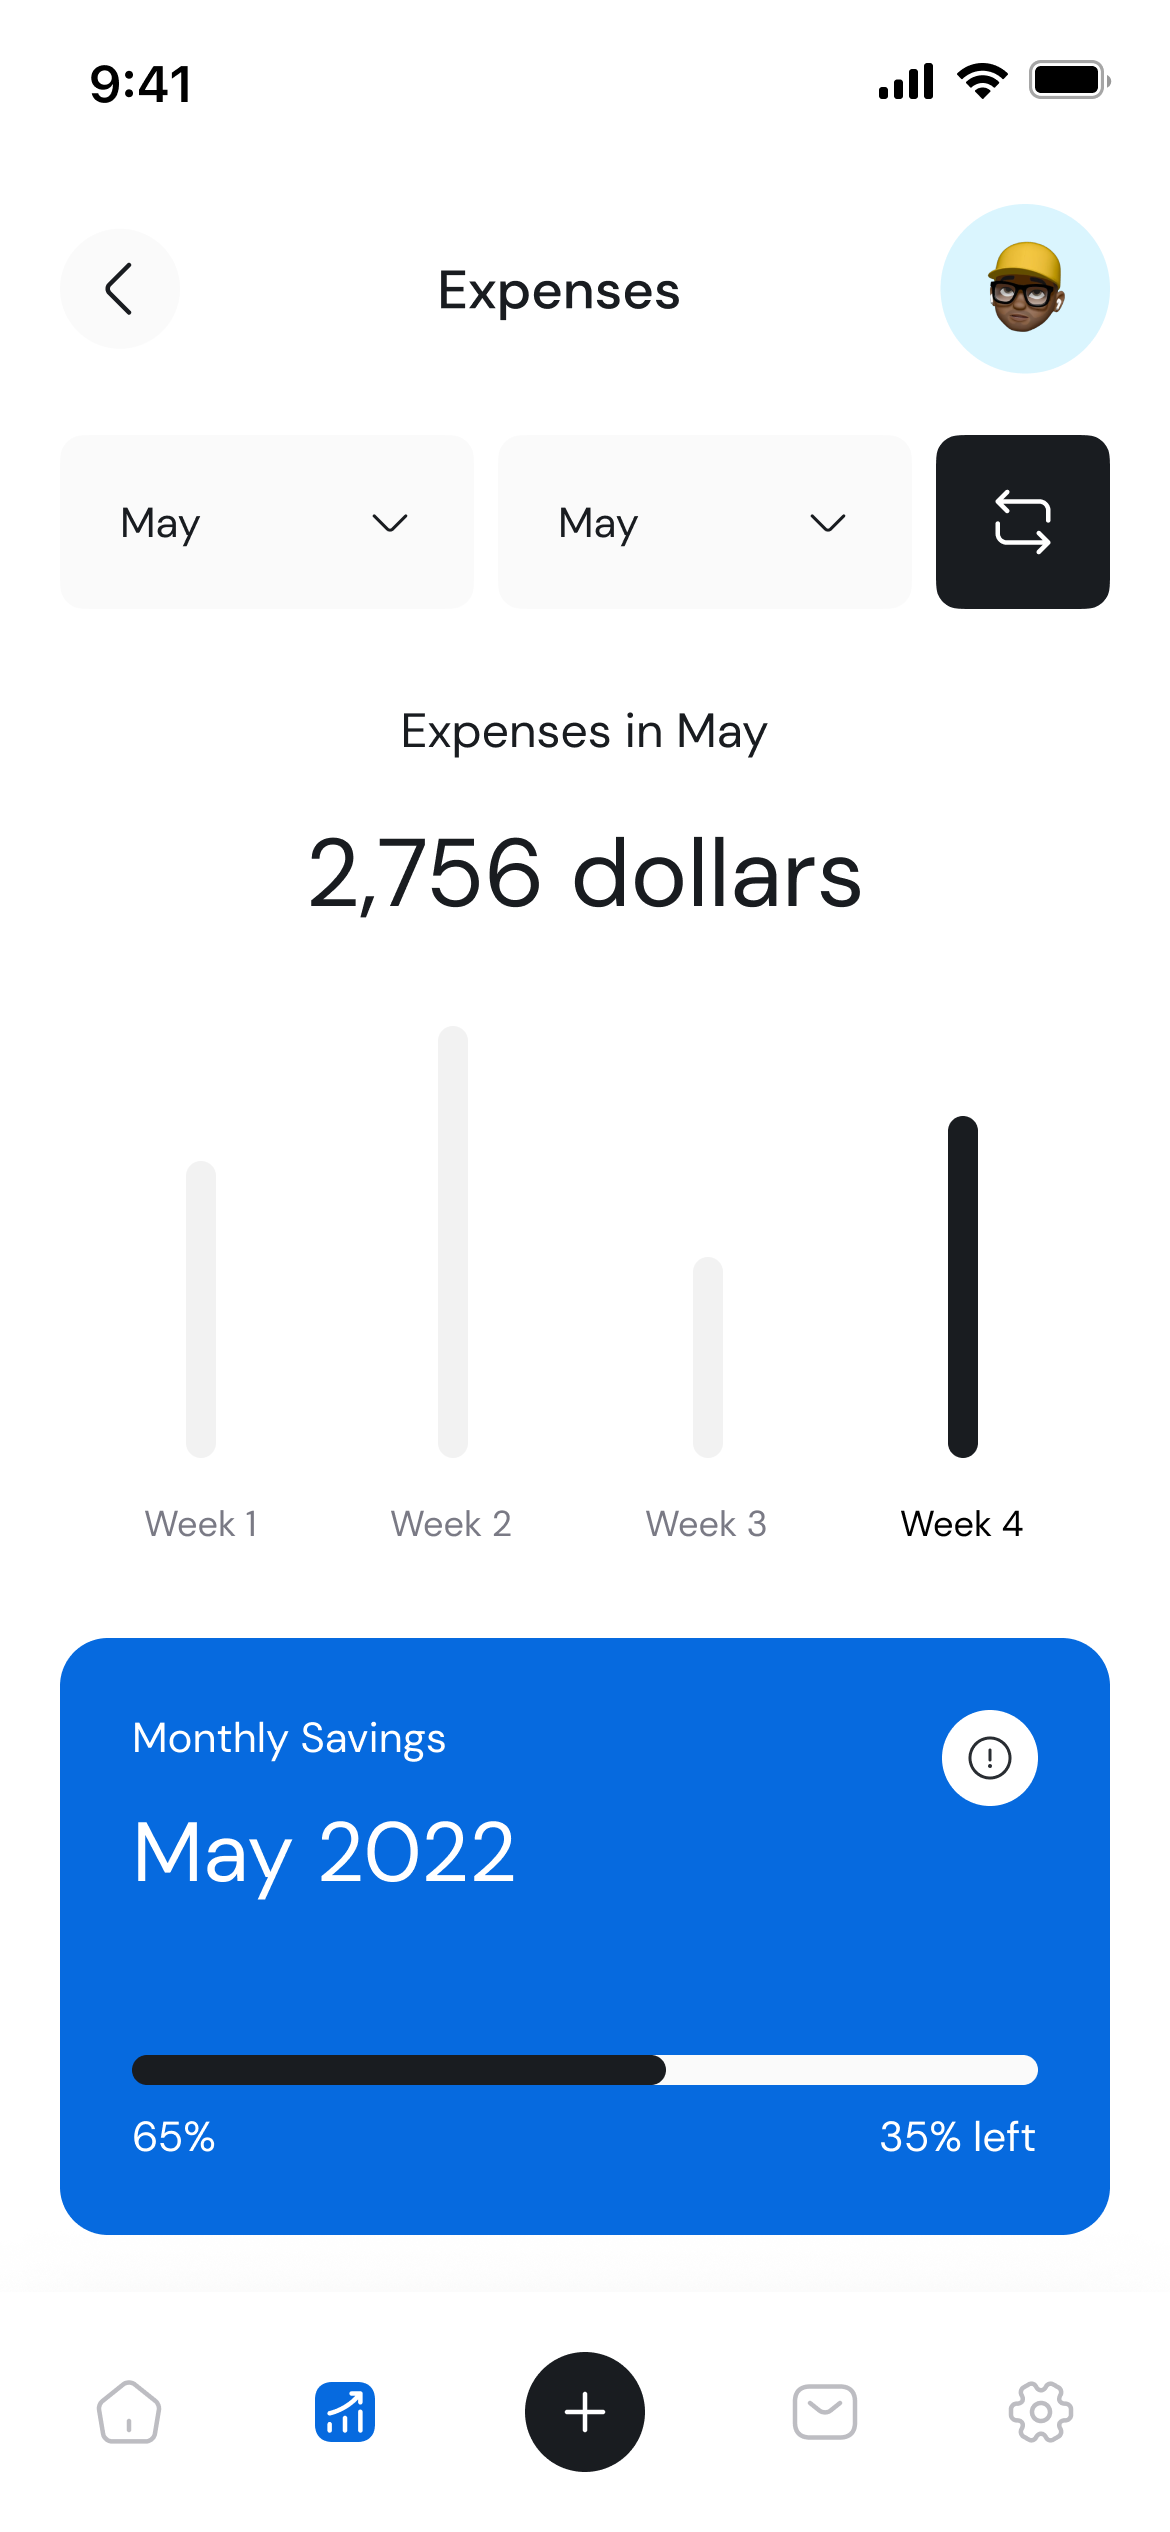 9:41
Expenses
May
May
Expenses in May
2,756 dollars
Week 1
Week 2
Week 3
Week 4
Monthly Savings
May 2022
65%
35% left